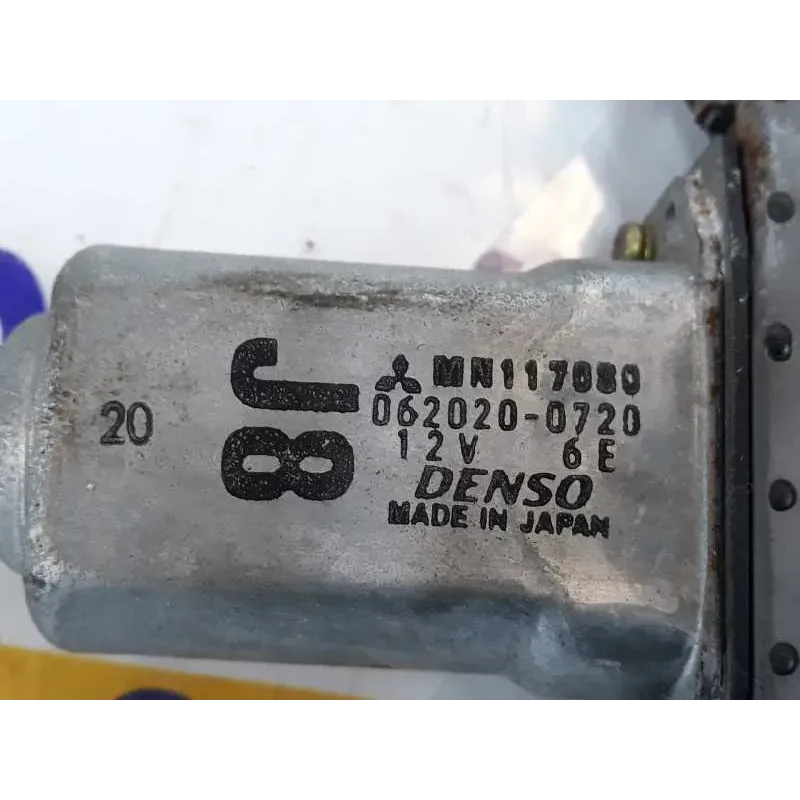 20
8J
MN117080
062020-0720
12V 6E
DENSO
MADE IN JAPAN